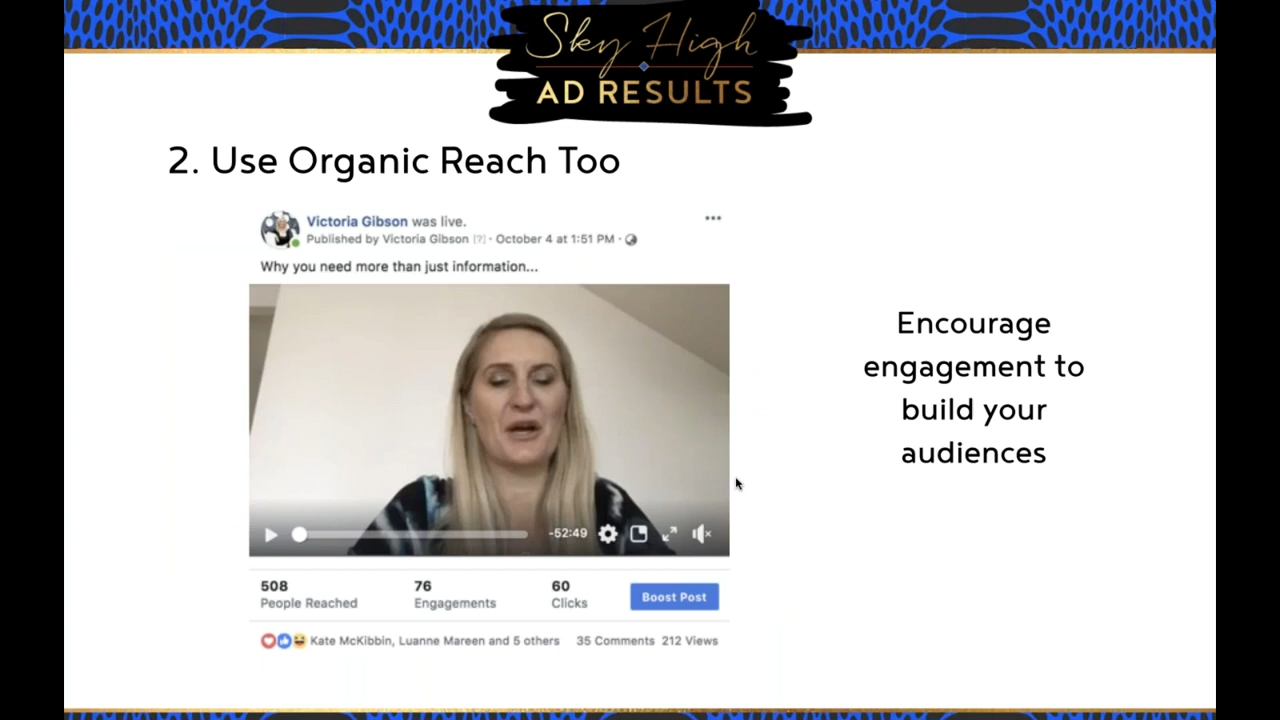 Sky High
AD RESULTS
2. Use Organic Reach Too
Victoria Gibson was live.
Published by Victoria Gibson [?] · October 4 at 1:51 PM ·
Why you need more than just information...
Encourage
engagement to
build your
audiences
-52:49
508 76 60
People Reached Engagements Clicks
Boost Post
Kate McKibbin, Luanne Mareen and 5 others 35 Comments 212 Views